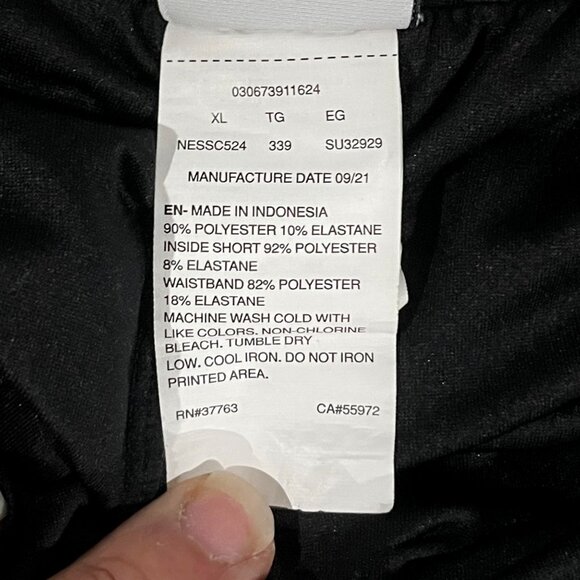 030673911624
XL TG EG
NESSC524 339 SU32929
MANUFACTURE DATE 09/21
EN- MADE IN INDONESIA
90% POLYESTER 10% ELASTANE
INSIDE SHORT 92% POLYESTER
8% ELASTANE
WAISTBAND 82% POLYESTER
18% ELASTANE
MACHINE WASH COLD WITH
LIKE COLORS. NON-CHLORINE
BLEACH. TUMBLE DRY
LOW. COOL IRON. DO NOT IRON
PRINTED AREA.
RN#37763 CA#55972